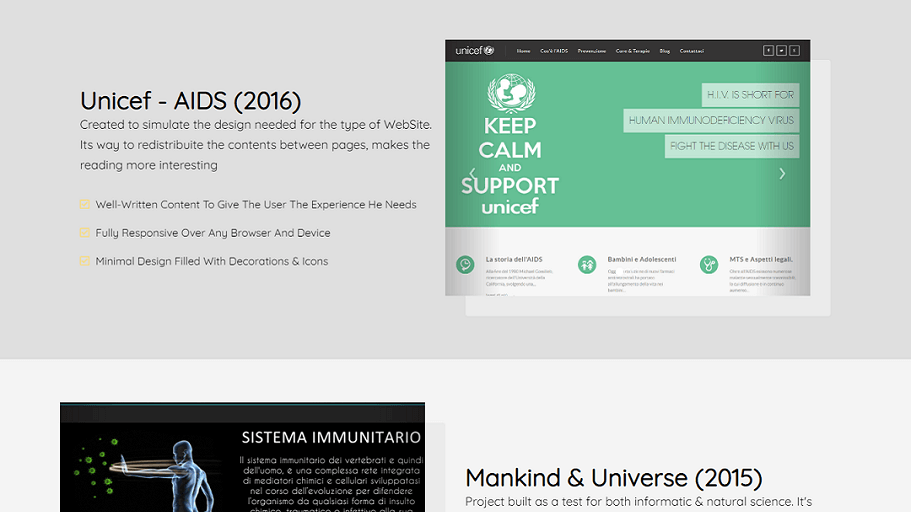 Unicef - AIDS (2016)
Created to simulate the design needed for the type of WebSite.
Its way to redistribuite the contents between pages, makes the
reading more interesting
Well-Written Content To Give The User The Experience He Needs
Fully Responsive Over Any Browser And Device
Minimal Design Filled With Decorations & Icons
unicef
Home Cos'è l'AIDS Prevenzione Cure & Terapie Blog Contattaci
KEEP
CALM
AND
SUPPORT
unicef
H.I.V. IS SHORT FOR
HUMAN IMMUNODEFICIENCY VIRUS
FIGHT THE DISEASE WITH US
La storia dell'AIDS
Bambini e Adolescenti
MTS e Aspetti legali.
SISTEMA IMMUNITARIO
Il sistema immunitario dei vertebrati e quindi
dell'uomo, è una complessa rete integrata
di mediatori chimici e cellulari sviluppatasi
nel corso dell'evoluzione per difendere
l'organismo da qualsiasi forma di insulto
chimico, traumatico o infettivo alla sua
Mankind & Universe (2015)
Project built as a test for both informatic & natural science. It's